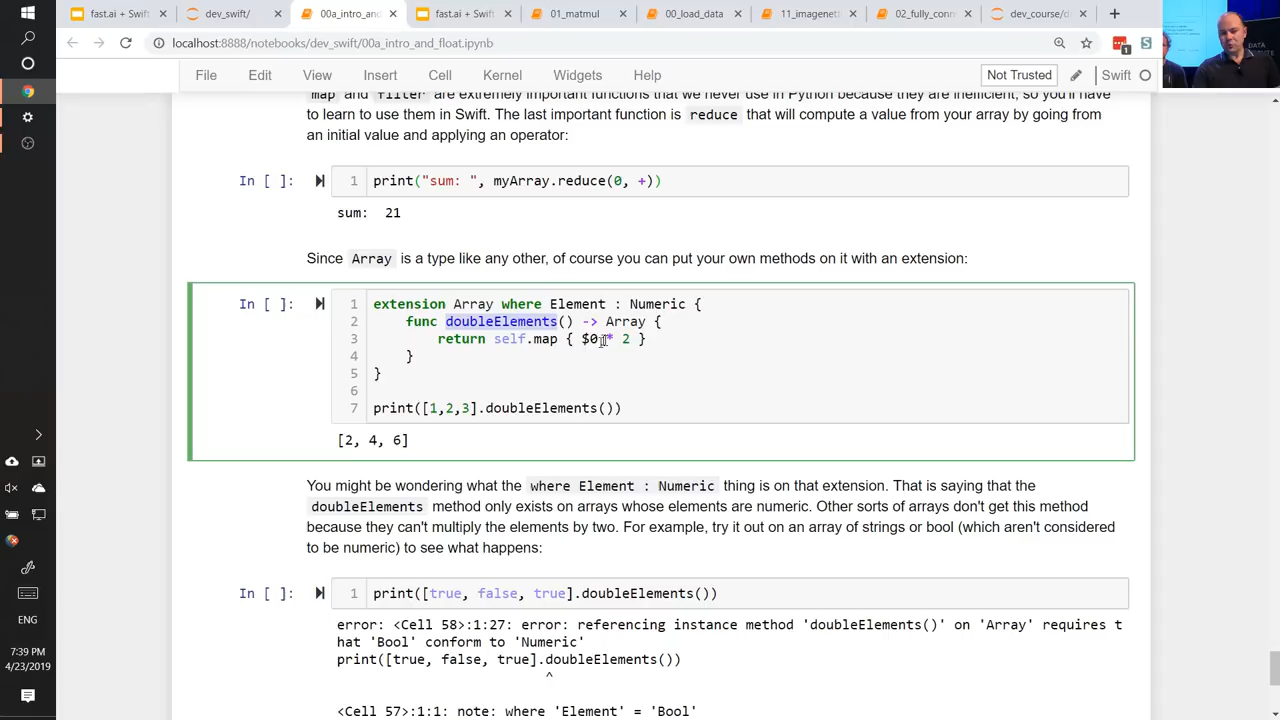 fast.ai + Swift
dev_swift/
00a_intro_and_
fast.ai + Swift
01_matmul
00_load_data
11_imageneti
02_fully_conn
dev_course/d
localhost:8888/notebooks/dev_swift/00a_intro_and_float.ipynb
File Edit View Insert Cell Kernel Widgets Help
Not Trusted
Swift
DATA
map and filter are extremely important functions that we never use in Python because they are inefficient, so you'll have
to learn to use them in Swift. The last important function is reduce that will compute a value from your array by going from
an initial value and applying an operator:
In [ ]:
1 print("sum: ", myArray.reduce(0, +))
sum:  21
Since Array is a type like any other, of course you can put your own methods on it with an extension:
In [ ]:
1 extension Array where Element : Numeric {
2     func doubleElements() -> Array {
3         return self.map { $0 * 2 }
4     }
5 }
6
7 print([1,2,3].doubleElements())
[2, 4, 6]
You might be wondering what the where Element : Numeric thing is on that extension. That is saying that the
doubleElements method only exists on arrays whose elements are numeric. Other sorts of arrays don't get this method
because they can't multiply the elements by two. For example, try it out on an array of strings or bool (which aren't considered
to be numeric) to see what happens:
In [ ]:
1 print([true, false, true].doubleElements())
error: <Cell 58>:1:27: error: referencing instance method 'doubleElements()' on 'Array' requires t
hat 'Bool' conform to 'Numeric'
print([true, false, true].doubleElements())
^
<Cell 57>:1:1: note: where 'Element' = 'Bool'
ENG
7:39 PM
4/23/2019